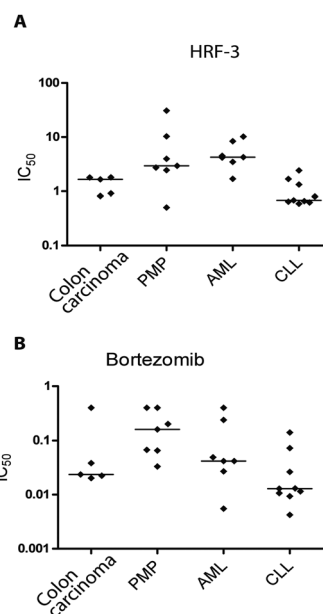 A
HRF-3
IC50
100
10
1
0.1
Colon
carcinoma
PMP
AML
CLL
B
Bortezomib
IC50
1
0.1
0.01
0.001
Colon
carcinoma
PMP
AML
CLL